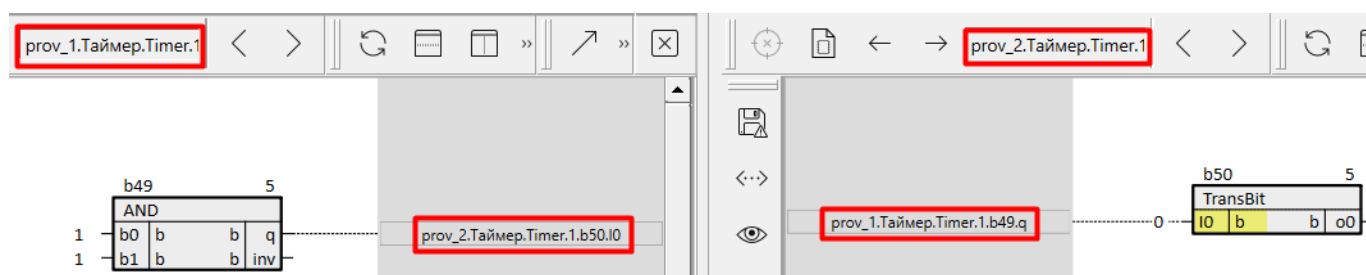 prov_1.Таймер.Timer.1
»
»
prov_2.Таймер.Timer.1
b49 5
AND
1 b0 b b q
1 b1 b b inv
prov_2.Таймер.Timer.1.b50.I0
prov_1.Таймер.Timer.1.b49.q
b50 5
TransBit
0 I0 b b o0